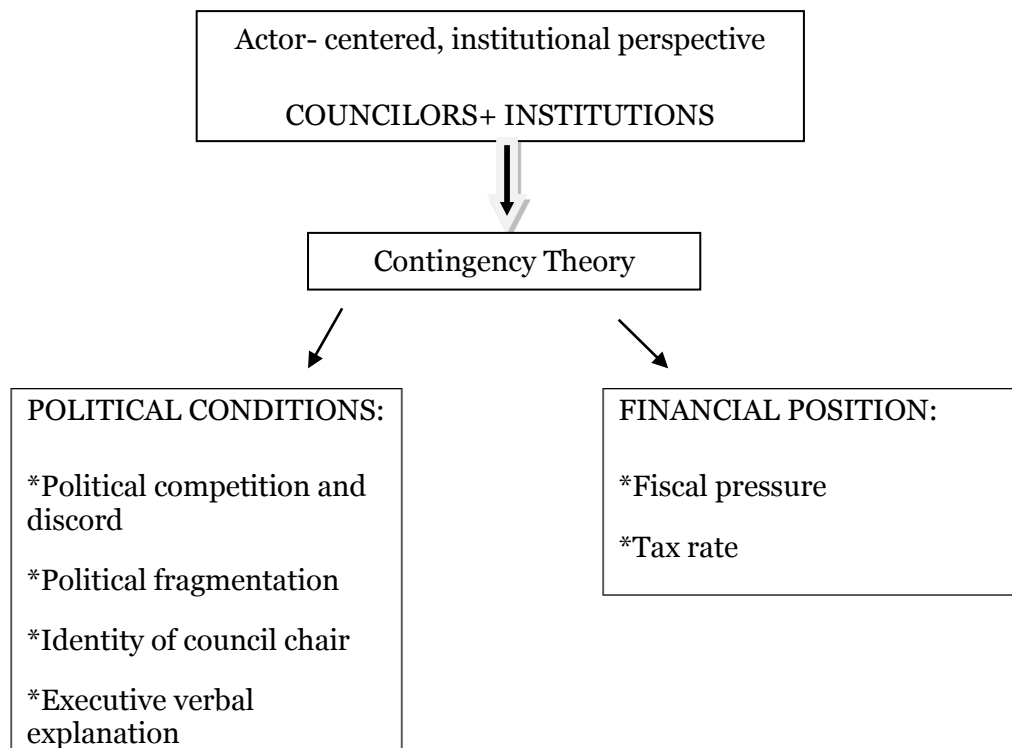 Actor- centered, institutional perspective
COUNCILORS+ INSTITUTIONS
Contingency Theory
POLITICAL CONDITIONS:
*Political competition and
discord
*Political fragmentation
*Identity of council chair
*Executive verbal
explanation
FINANCIAL POSITION:
*Fiscal pressure
*Tax rate